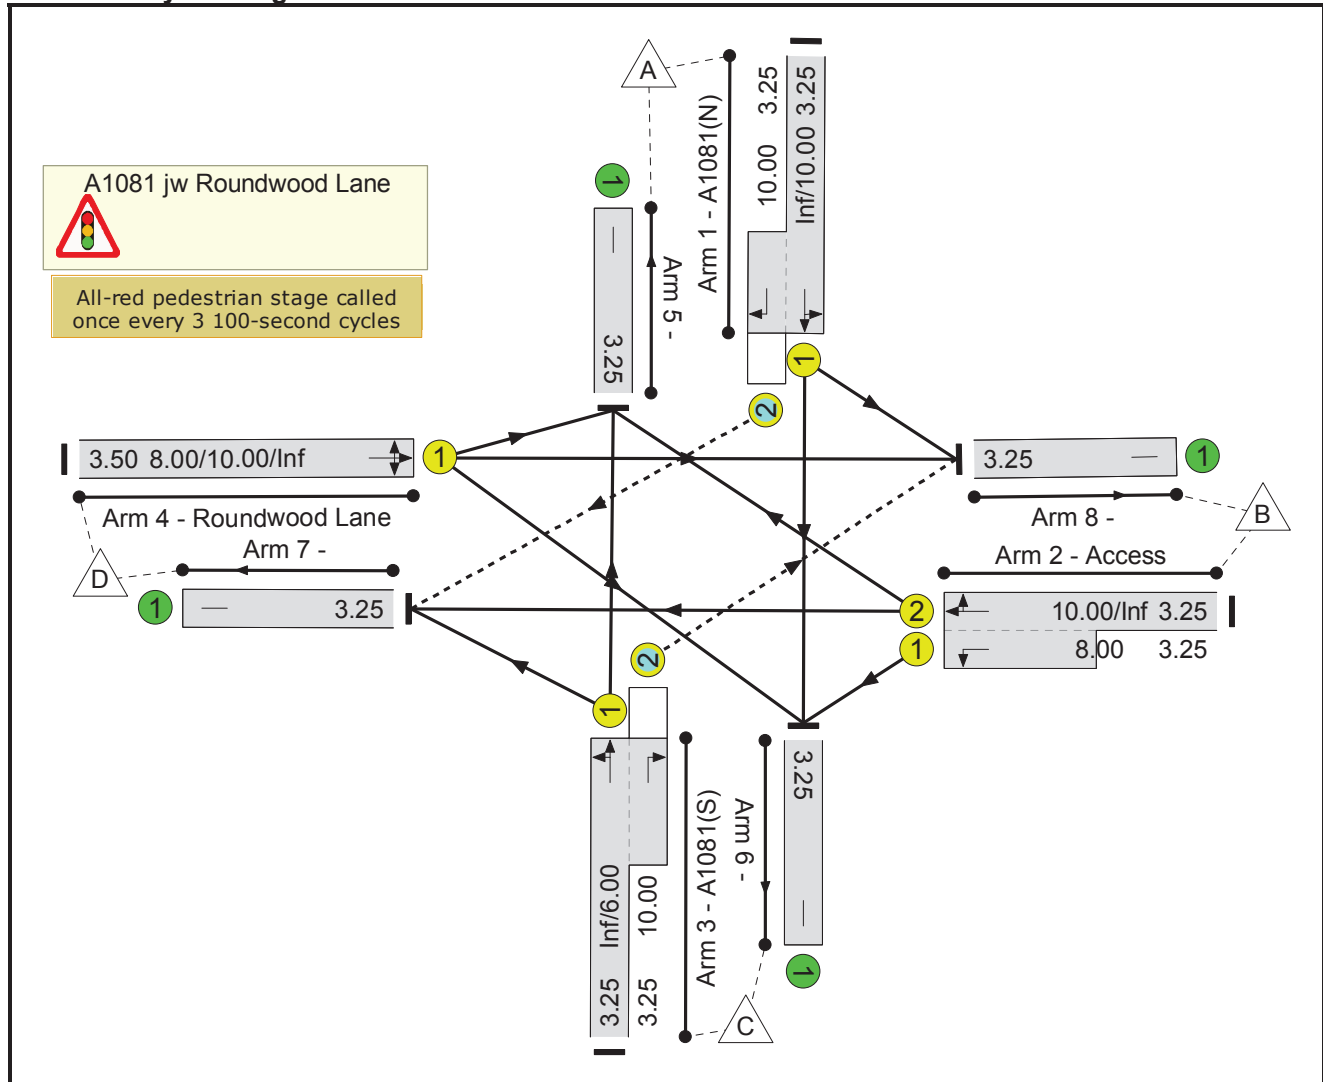 A1081 jw Roundwood Lane
All-red pedestrian stage called
once every 3 100-second cycles
A
10.00 3.25
Inf/10.00 3.25
Arm 1 - A1081(N)
1
3.25
Arm 5 -
1
2
3.50 8.00/10.00/Inf
1
Arm 4 - Roundwood Lane
Arm 7 -
D
1
3.25
3.25
1
Arm 8 -
B
Arm 2 - Access
2
10.00/Inf 3.25
1
8.00 3.25
2
1
3.25 Inf/6.00
3.25 10.00
Arm 3 - A1081(S)
Arm 6 -
3.25
1
C